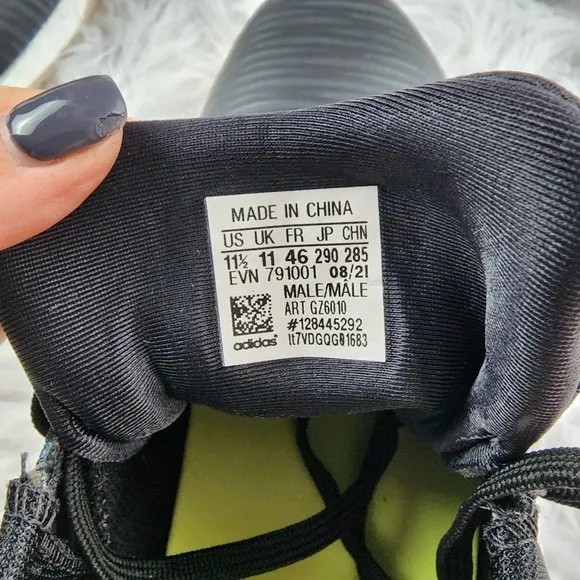 MADE IN CHINA
US UK FR JP CHN
11½ 11 46 290 285
EVN 791001 08/21
MALE/MÂLE
ART GZ6010
#128445292
adidas
lt7VDGQG01683